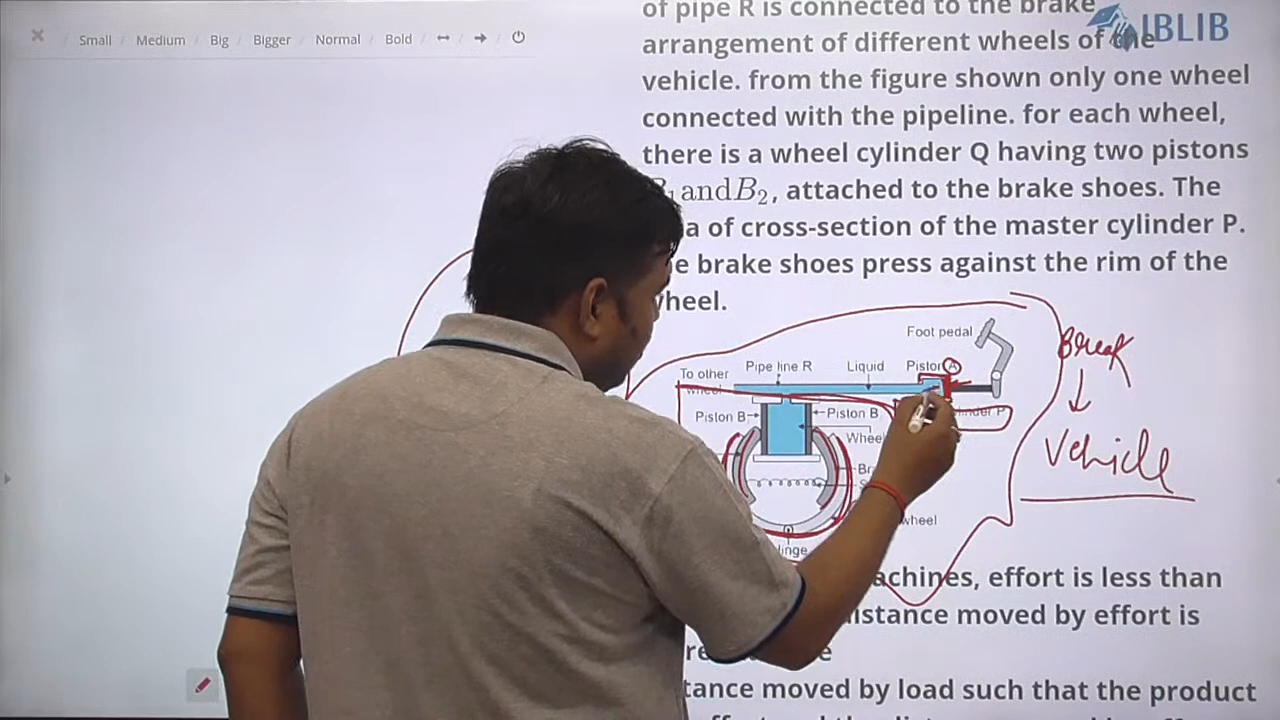 Small / Medium / Big / Bigger / Normal / Bold
IBLIB
of pipe R is connected to the brake
arrangement of different wheels of the
vehicle. from the figure shown only one wheel
connected with the pipeline. for each wheel,
there is a wheel cylinder Q having two pistons
and B₂, attached to the brake shoes. The
of cross-section of the master cylinder P.
brake shoes press against the rim of the
wheel.
Foot pedal
To other
wheel
Pipe line R
Liquid
Piston A
Piston B
Piston B
wheel
Break
↓
Vehicle
effort is less than
distance moved by effort is
moved by load such that the product